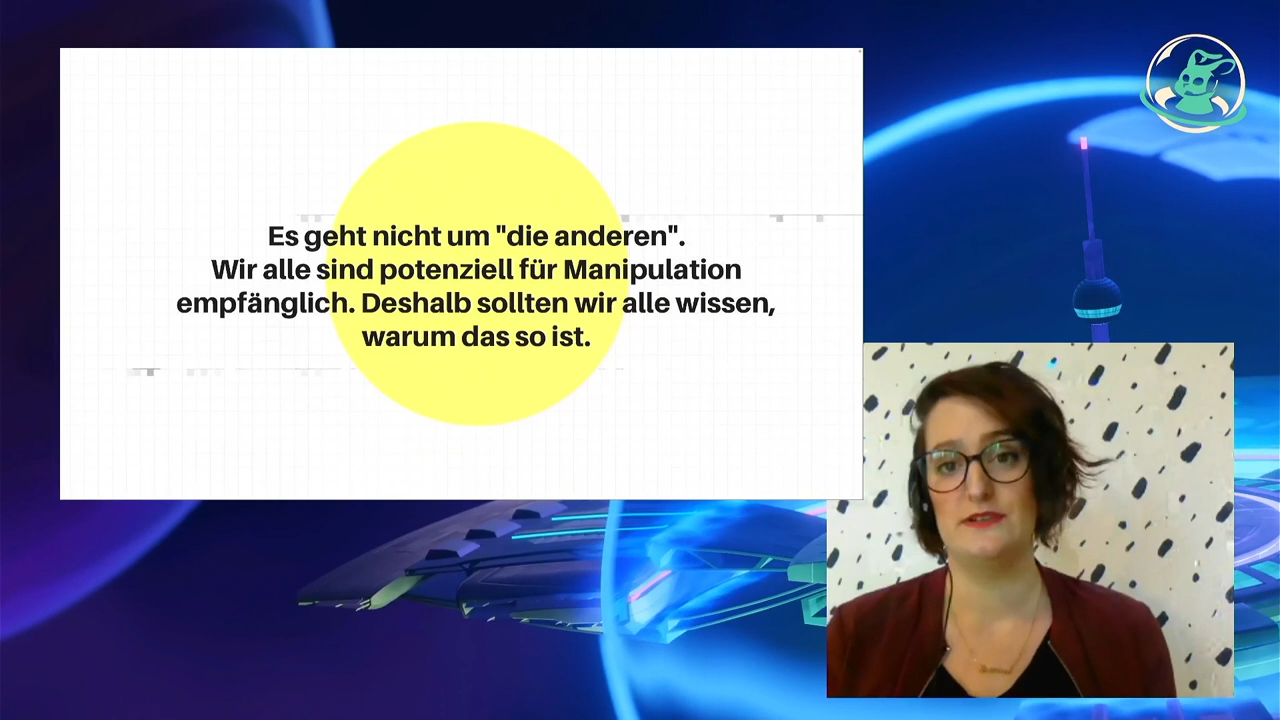 Es geht nicht um "die anderen".
Wir alle sind potenziell für Manipulation
empfänglich. Deshalb sollten wir alle wissen,
warum das so ist.